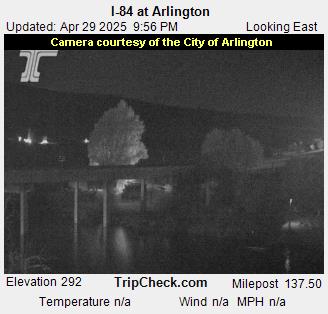 I-84 at Arlington
Updated: Apr 29 2025 9:56 PM Looking East
Camera courtesy of the City of Arlington
Elevation 292 TripCheck.com Milepost 137.50
Temperature n/a Wind n/a MPH n/a